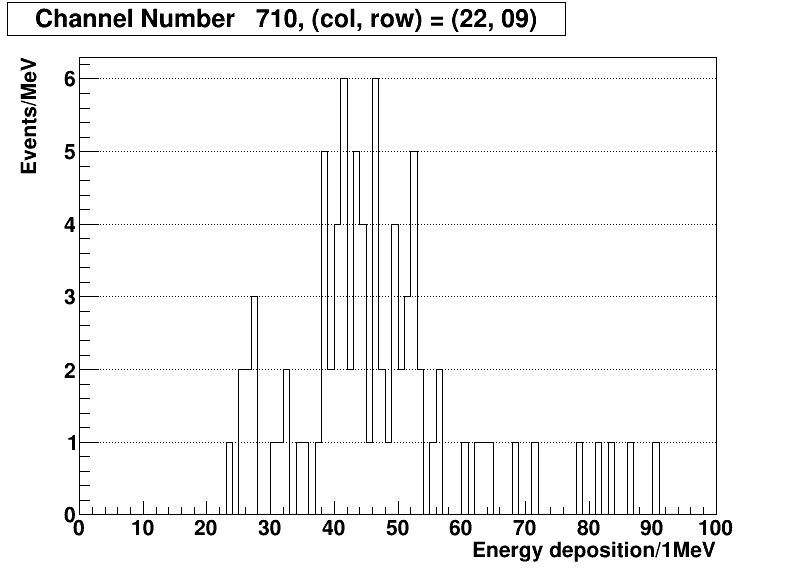 Channel Number 710, (col, row) = (22, 09)
Events/MeV
6
5
4
3
2
1
0
0 10 20 30 40 50 60 70 80 90 100
Energy deposition/1MeV